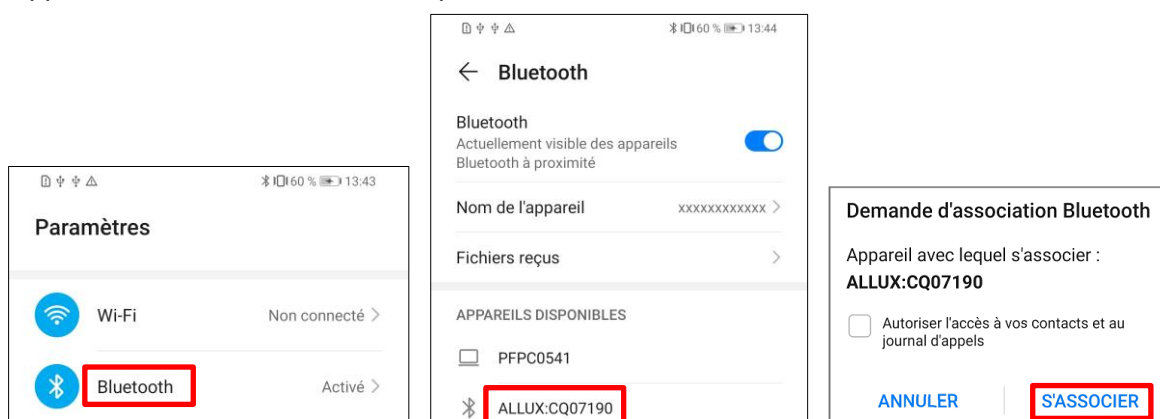 60 % 13:43
Paramètres
Wi-Fi Non connecté >
Bluetooth Activé >
60 % 13:44
← Bluetooth
Bluetooth
Actuellement visible des appareils
Bluetooth à proximité
Nom de l'appareil xxxxxxxxxxxx >
Fichiers reçus >
APPAREILS DISPONIBLES
PFPC0541
ALLUX:CQ07190
Demande d'association Bluetooth
Appareil avec lequel s'associer :
ALLUX:CQ07190
Autoriser l'accès à vos contacts et au
journal d'appels
ANNULER S'ASSOCIER